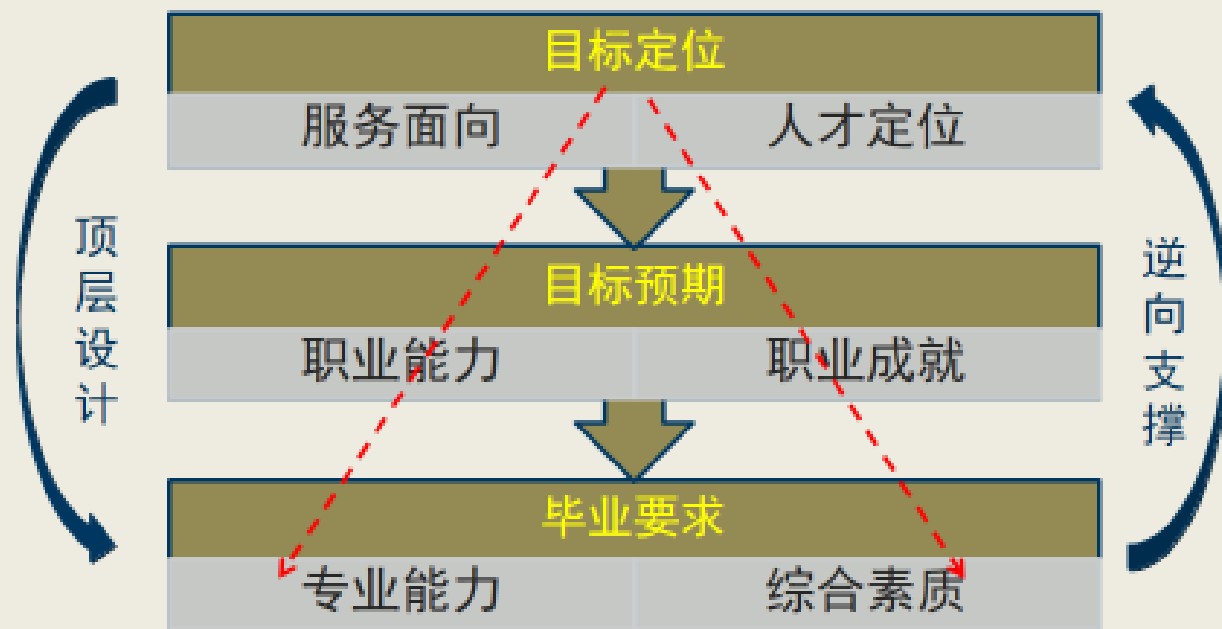 目标定位
服务面向 人才定位
顶层设计
目标预期
职业能力 职业成就
逆向支撑
毕业要求
专业能力 综合素质